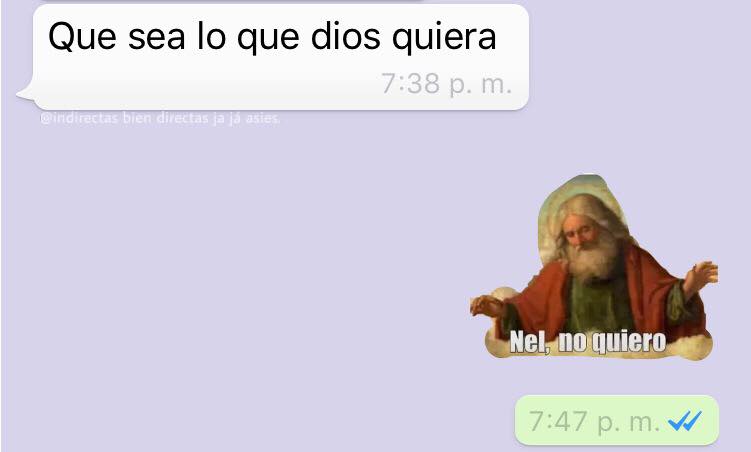 Que sea lo que dios quiera
7:38 p. m.
@indirectas bien directas ja já asies.
Nel, no quiero
7:47 p. m.